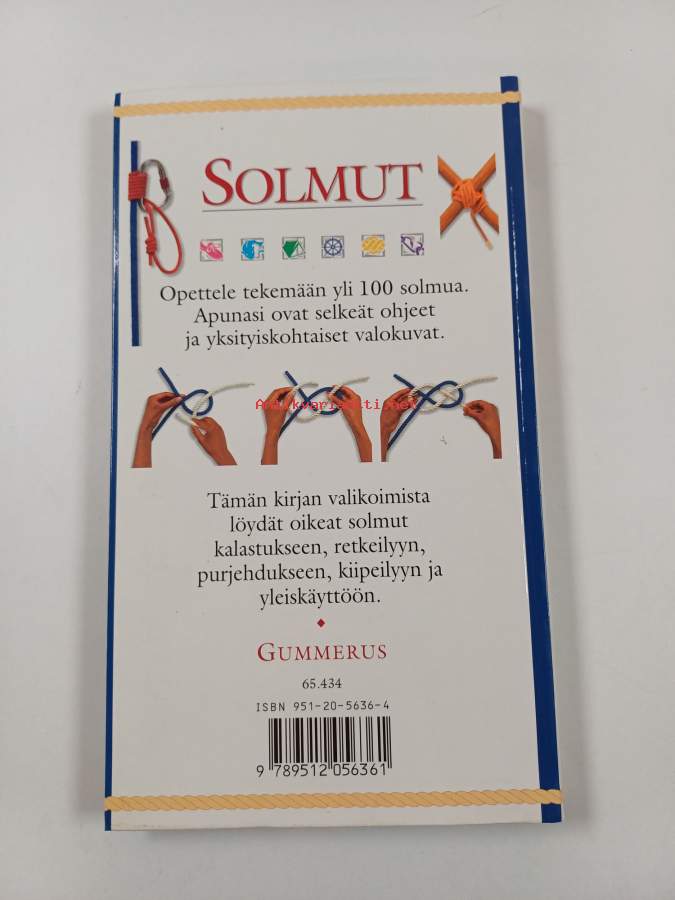 SOLMUT
Opettele tekemään yli 100 solmua.
Apunasi ovat selkeät ohjeet
ja yksityiskohtaiset valokuvat.
Antikvariaatti.net
Tämän kirjan valikoimista
löydät oikeat solmut
kalastukseen, retkeilyyn,
purjehdukseen, kiipeilyyn ja
yleiskäyttöön.
GUMMERUS
65.434
ISBN 951-20-5636-4
9 789512 056361